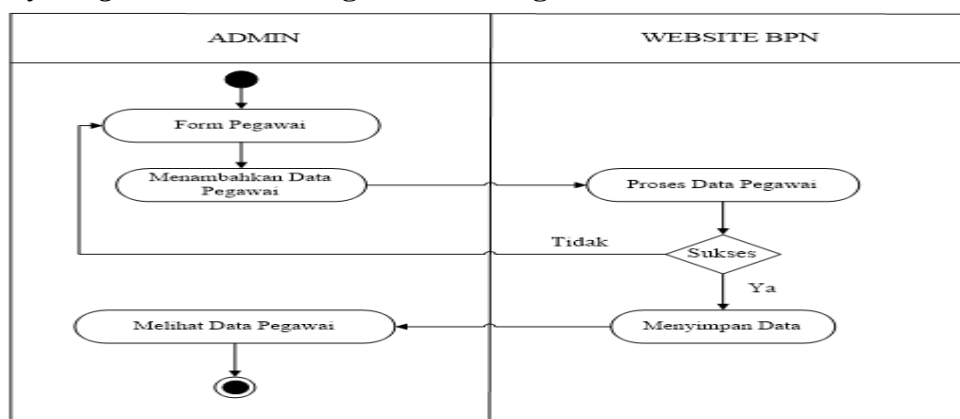 ADMIN
WEBSITE BPN
Form Pegawai
Menambahkan Data
Pegawai
Proses Data Pegawai
Tidak
Sukses
Ya
Melihat Data Pegawai
Menyimpan Data